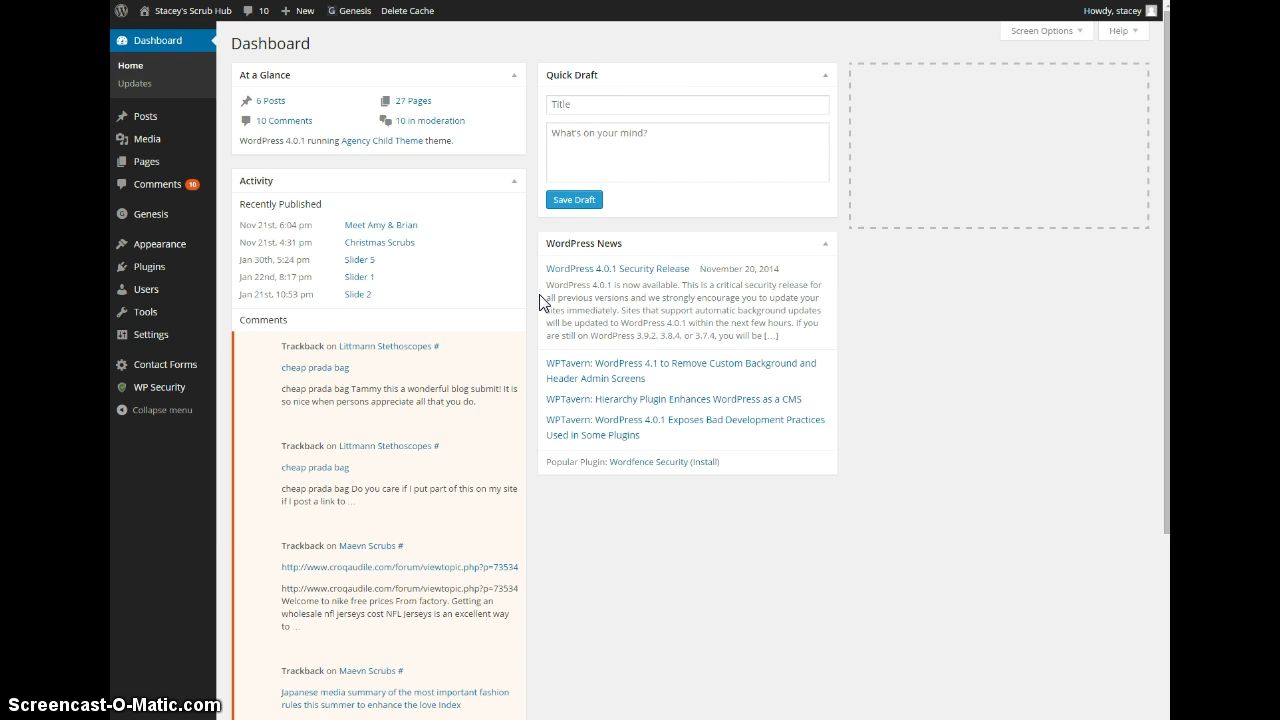 Stacey's Scrub Hub 10 New Genesis Delete Cache Howdy, stacey
Dashboard
Home
Updates
Posts
Media
Pages
Comments 10
Genesis
Appearance
Plugins
Users
Tools
Settings
Contact Forms
WP Security
Collapse menu
Dashboard
Screen Options Help
At a Glance
6 Posts 27 Pages
10 Comments 10 in moderation
WordPress 4.0.1 running Agency Child Theme theme.
Activity
Recently Published
Nov 21st, 6:04 pm Meet Amy & Brian
Nov 21st, 4:31 pm Christmas Scrubs
Jan 30th, 5:24 pm Slider 5
Jan 22nd, 8:17 pm Slider 1
Jan 21st, 10:53 pm Slide 2
Comments
Trackback on Littmann Stethoscopes #
cheap prada bag
cheap prada bag Tammy this a wonderful blog submit! It is
so nice when persons appreciate all that you do.
Trackback on Littmann Stethoscopes #
cheap prada bag
cheap prada bag Do you care if I put part of this on my site
if I post a link to …
Trackback on Maevn Scrubs #
http://www.croqaudile.com/forum/viewtopic.php?p=73534
http://www.croqaudile.com/forum/viewtopic.php?p=73534
Welcome to nike free prices From factory. Getting an
wholesale nfl jerseys cost NFL Jerseys is an excellent way
to …
Trackback on Maevn Scrubs #
Japanese media summary of the most important fashion
rules this summer to enhance the love index
Quick Draft
Title
What's on your mind?
Save Draft
WordPress News
WordPress 4.0.1 Security Release November 20, 2014
WordPress 4.0.1 is now available. This is a critical security release for
all previous versions and we strongly encourage you to update your
sites immediately. Sites that support automatic background updates
will be updated to WordPress 4.0.1 within the next few hours. If you
are still on WordPress 3.9.2, 3.8.4, or 3.7.4, you will be […]
WPTavern: WordPress 4.1 to Remove Custom Background and
Header Admin Screens
WPTavern: Hierarchy Plugin Enhances WordPress as a CMS
WPTavern: WordPress 4.0.1 Exposes Bad Development Practices
Used in Some Plugins
Popular Plugin: Wordfence Security (Install)
Screencast-O-Matic.com